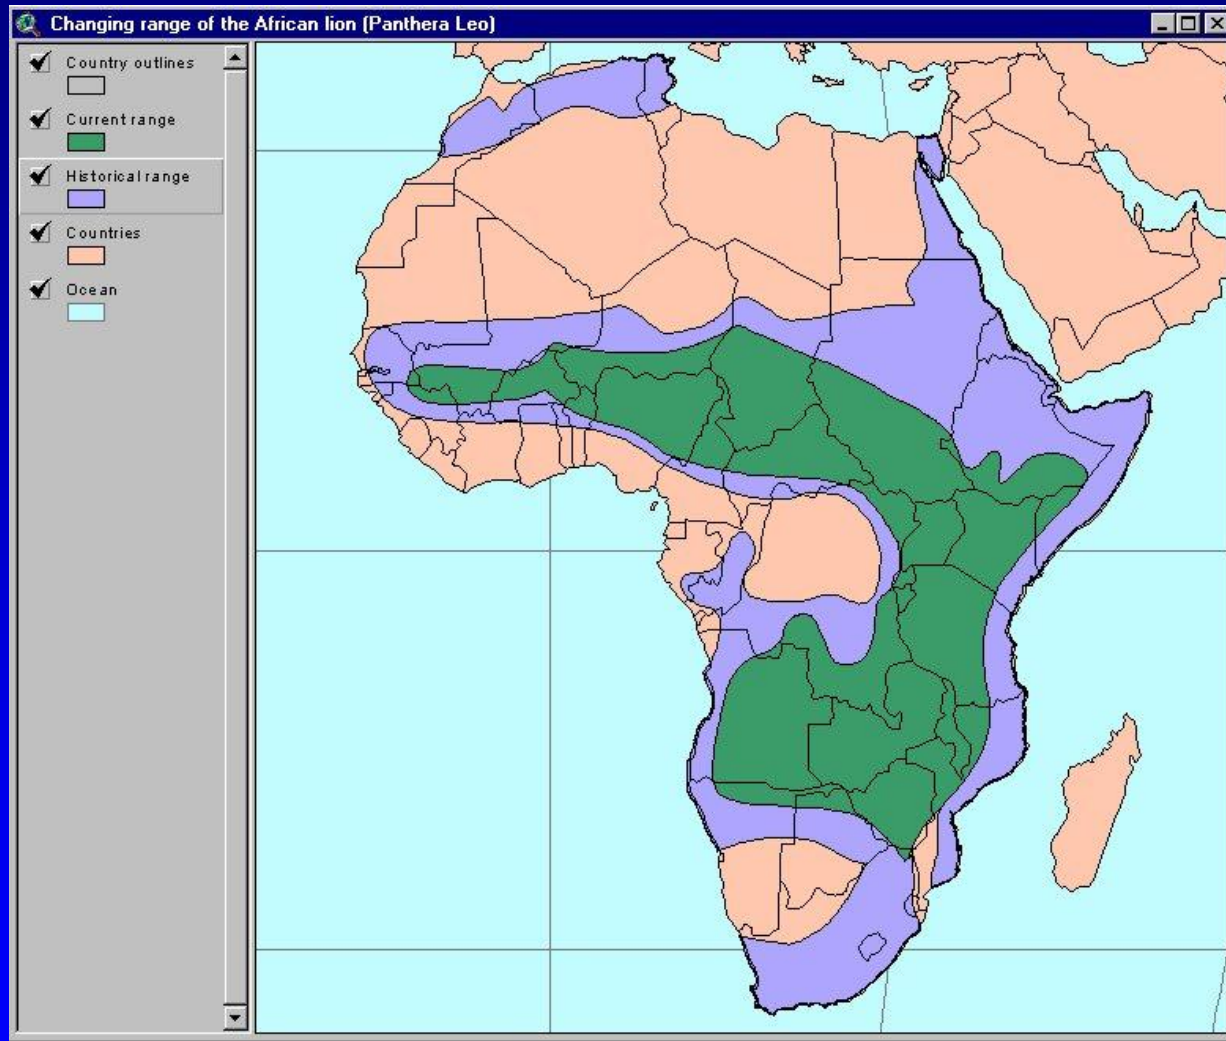 Changing range of the African lion (Panthera Leo)
Country outlines
Current range
Historical range
Countries
Ocean